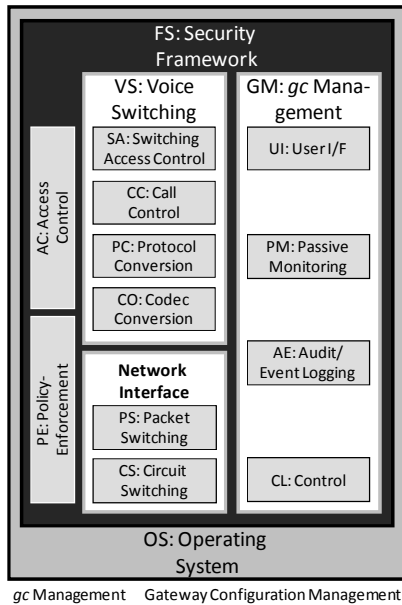 FS: Security
Framework
VS: Voice
Switching
SA: Switching
Access Control
CC: Call
Control
PC: Protocol
Conversion
CO: Codec
Conversion
GM: gc Mana-
gement
UI: User I/F
PM: Passive
Monitoring
AE: Audit/
Event Logging
CL: Control
AC: Access
Control
PE: Policy-
Enforcement
Network
Interface
PS: Packet
Switching
CS: Circuit
Switching
OS: Operating
System
gc Management Gateway Configuration Management